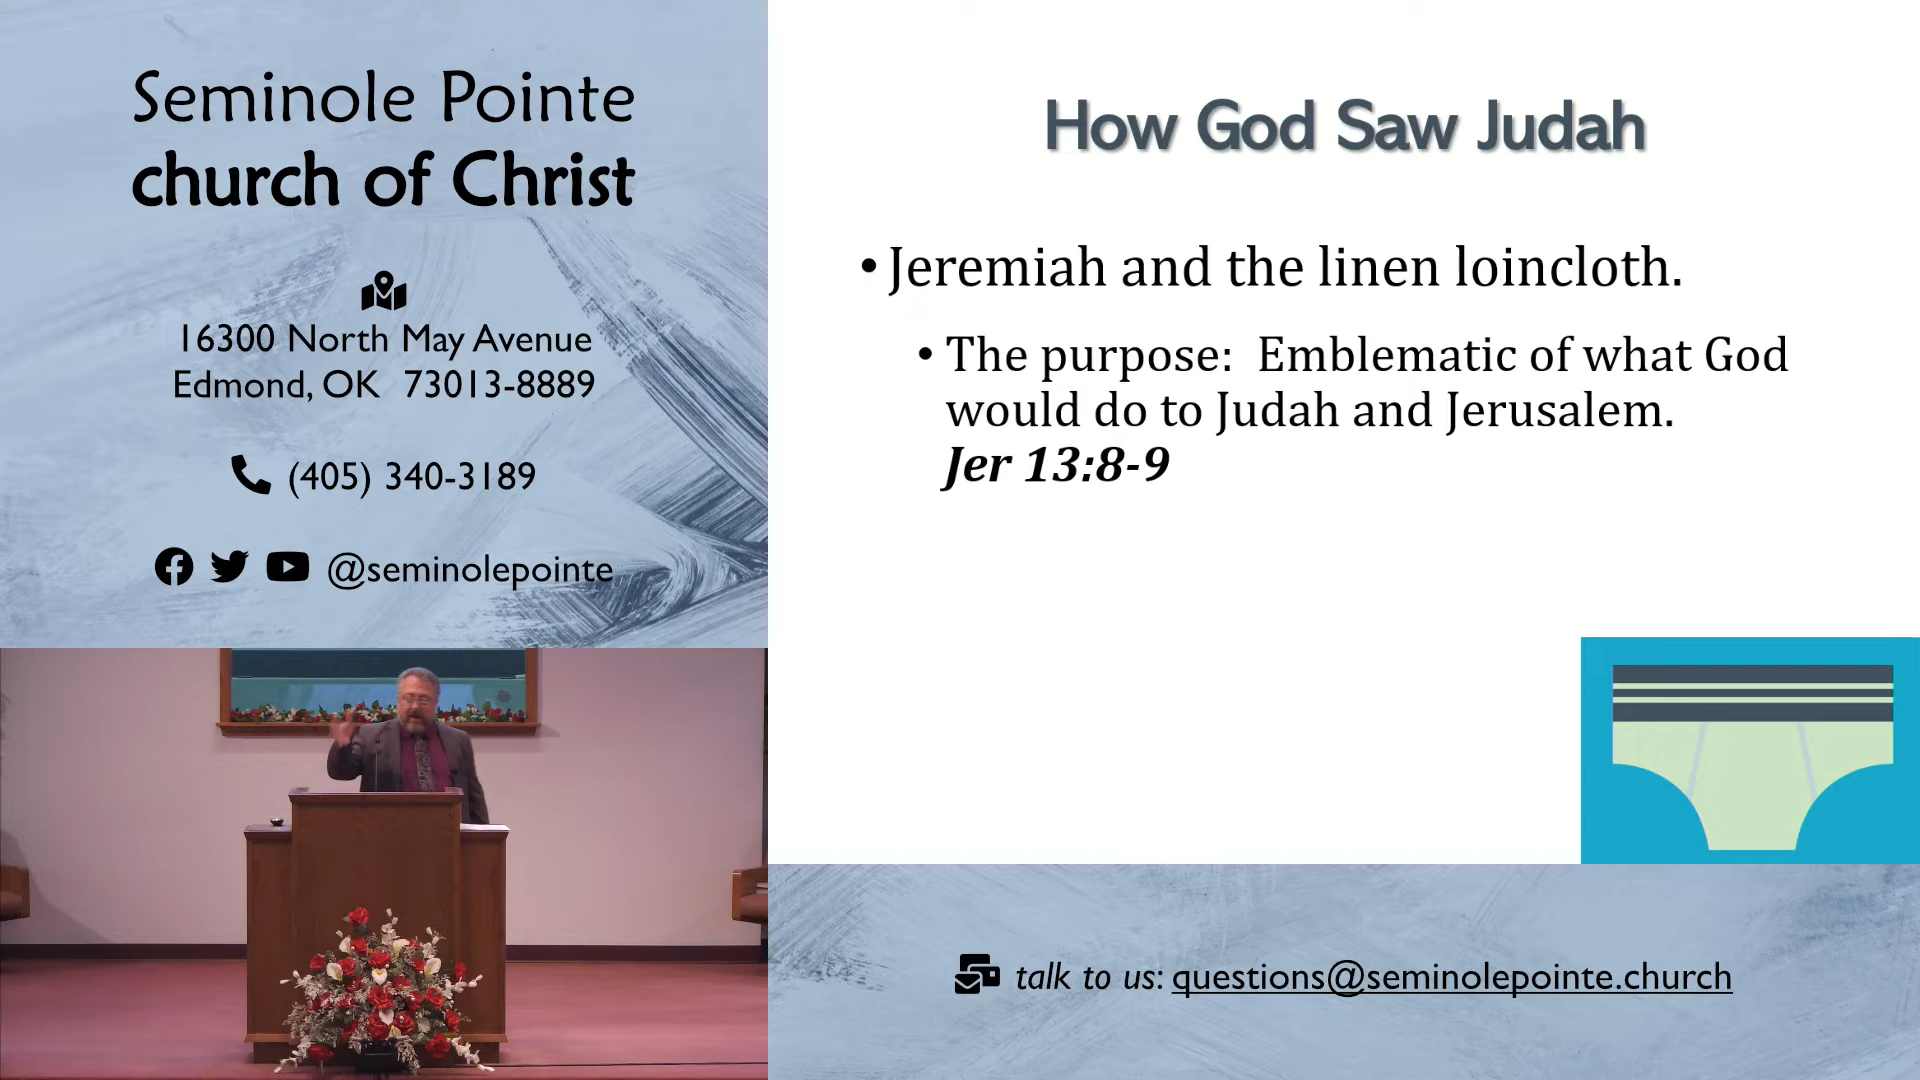 Seminole Pointe
church of Christ
16300 North May Avenue
Edmond, OK 73013-8889
(405) 340-3189
@seminolepointe
How God Saw Judah
• Jeremiah and the linen loincloth.
• The purpose: Emblematic of what God
would do to Judah and Jerusalem.
Jer 13:8-9
talk to us: questions@seminolepointe.church